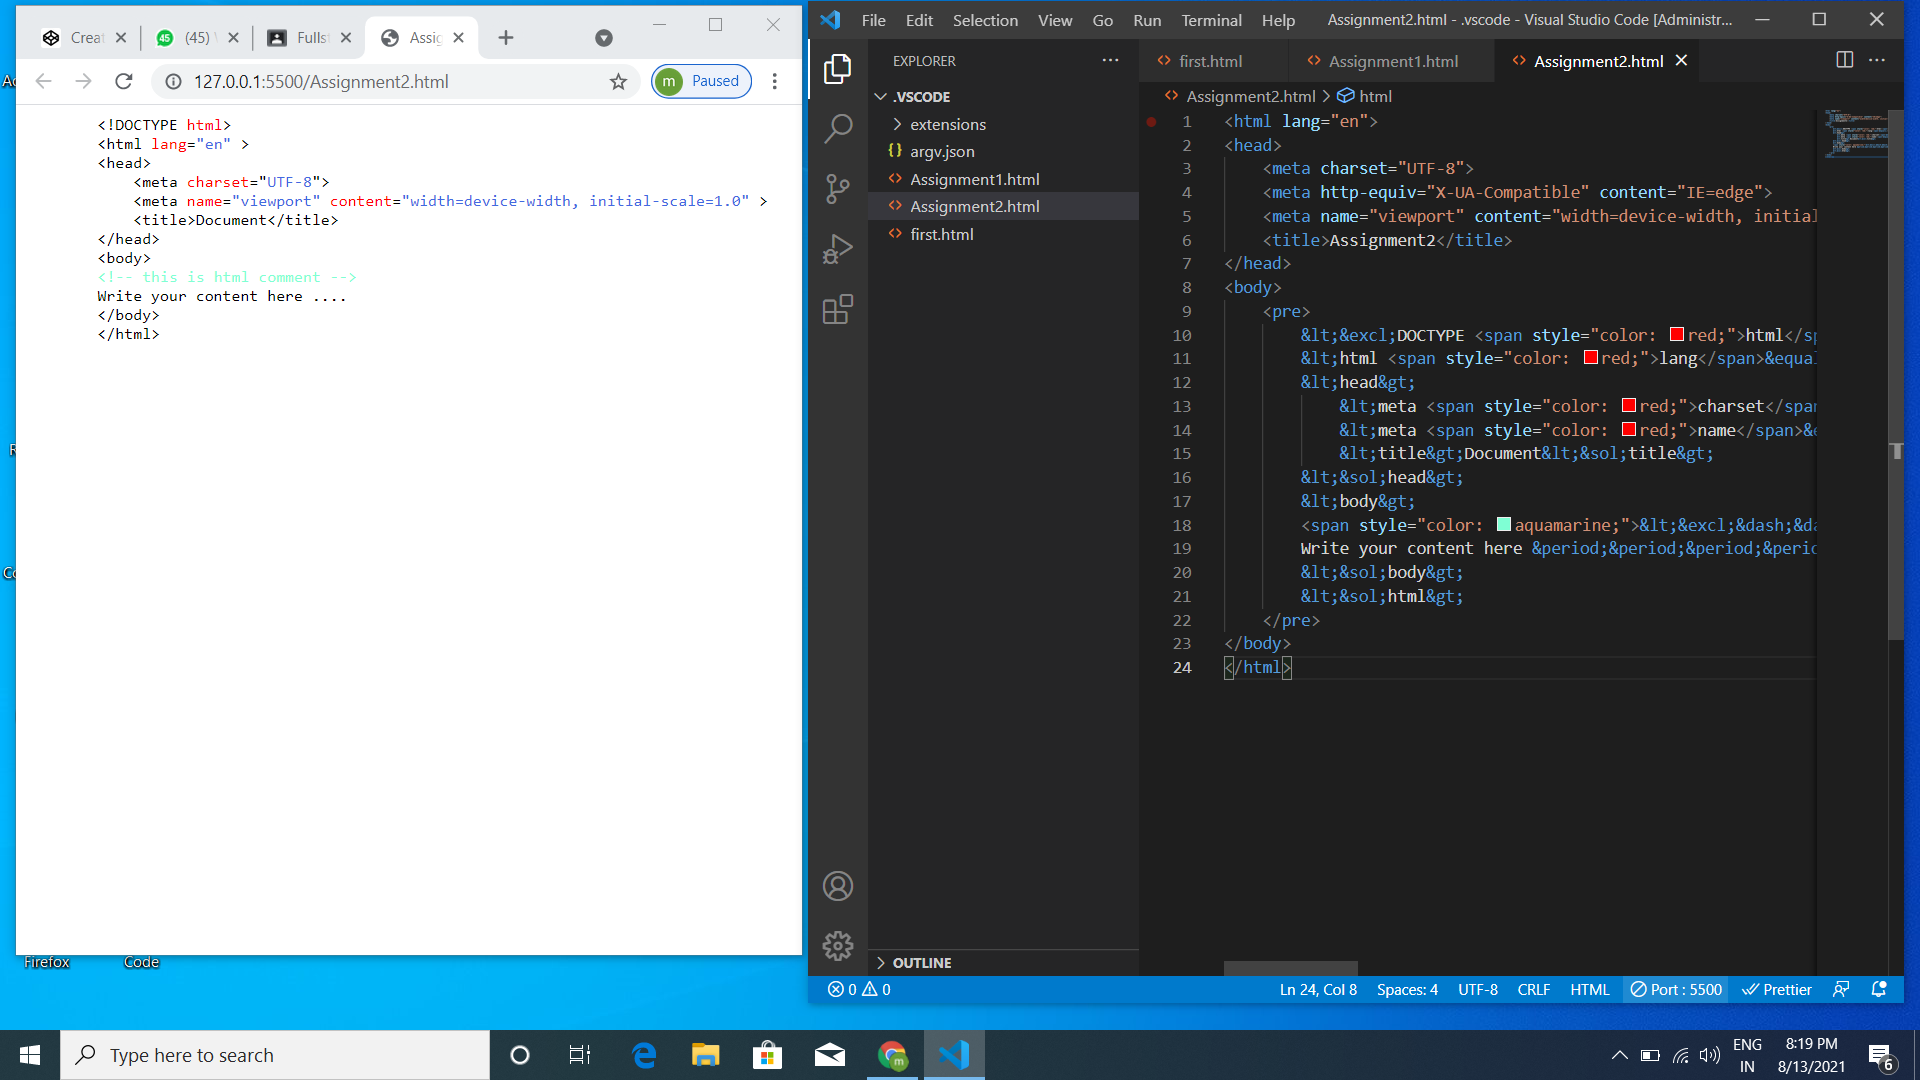 Creat
(45) W
Fulls
Assig
127.0.0.1:5500/Assignment2.html
m
Paused
<!DOCTYPE html>
<html lang="en" >
<head>
    <meta charset="UTF-8">
    <meta name="viewport" content="width=device-width, initial-scale=1.0" >
    <title>Document</title>
</head>
<body>
<!-- this is html comment -->
Write your content here ....
</body>
</html>
Firefox
Code
File Edit Selection View Go Run Terminal Help
Assignment2.html - .vscode - Visual Studio Code [Administr...
EXPLORER
.VSCODE
extensions
argv.json
Assignment1.html
Assignment2.html
first.html
OUTLINE
first.html
Assignment1.html
Assignment2.html
Assignment2.html > html
1 <html lang="en">
2 <head>
3     <meta charset="UTF-8">
4     <meta http-equiv="X-UA-Compatible" content="IE=edge">
5     <meta name="viewport" content="width=device-width, initial
6     <title>Assignment2</title>
7 </head>
8 <body>
9     <pre>
10         &lt;&excl;DOCTYPE <span style="color: red;">html</sp
11         &lt;html <span style="color: red;">lang</span>&equal
12         &lt;head&gt;
13             &lt;meta <span style="color: red;">charset</span
14             &lt;meta <span style="color: red;">name</span>&e
15             &lt;title&gt;Document&lt;&sol;title&gt;
16         &lt;&sol;head&gt;
17         &lt;body&gt;
18         <span style="color: aquamarine;">&lt;&excl;&dash;&da
19         Write your content here &period;&period;&period;&perio
20         &lt;&sol;body&gt;
21         &lt;&sol;html&gt;
22     </pre>
23 </body>
24 </html>
0 0
Ln 24, Col 8
Spaces: 4
UTF-8
CRLF
HTML
Port : 5500
Prettier
Type here to search
ENG
IN
8:19 PM
8/13/2021
6